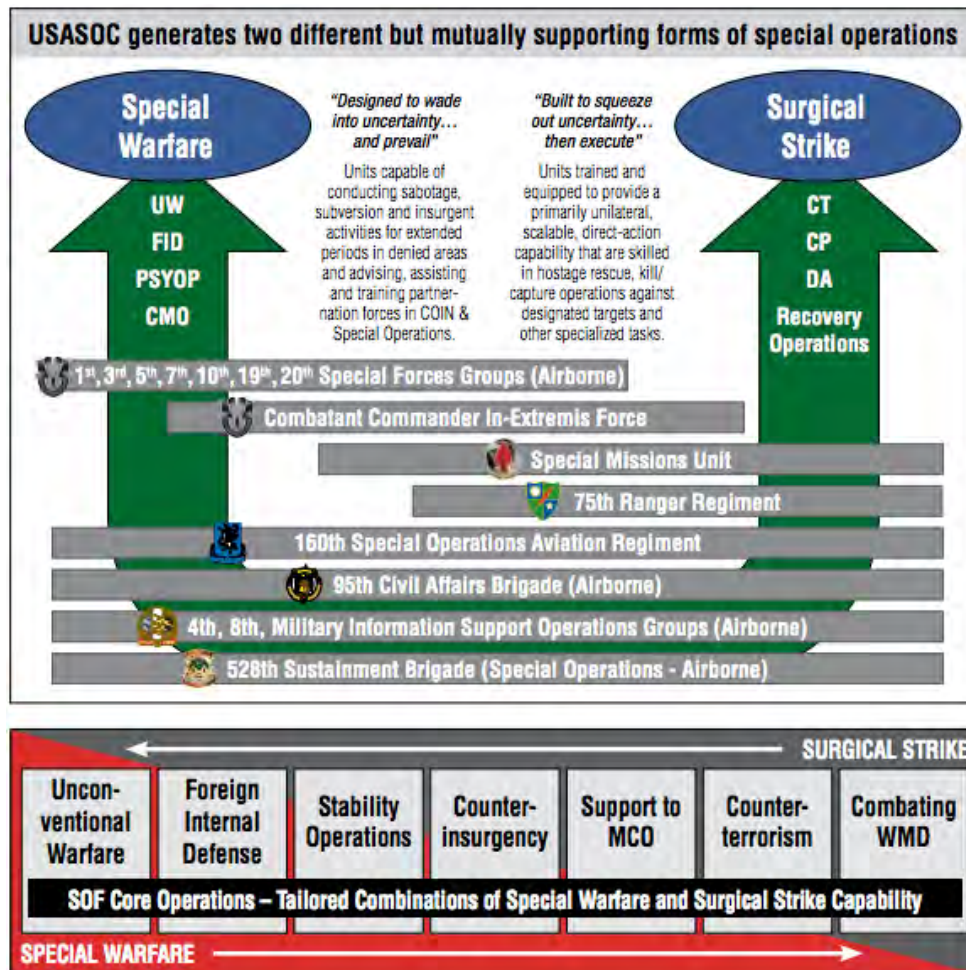 USASOC generates two different but mutually supporting forms of special operations
Special
Warfare
"Designed to wade
into uncertainty…
and prevail"
Units capable of
conducting sabotage,
subversion and insurgent
activities for extended
periods in denied areas
and advising, assisting
and training partner-
nation forces in COIN &
Special Operations.
"Built to squeeze
out uncertainty…
then execute"
Units trained and
equipped to provide a
primarily unilateral,
scalable, direct-action
capability that are skilled
in hostage rescue, kill/
capture operations against
designated targets and
other specialized tasks.
Surgical
Strike
UW
FID
PSYOP
CMO
CT
CP
DA
Recovery
Operations
1st, 3rd, 5th, 7th, 10th, 19th, 20th Special Forces Groups (Airborne)
Combatant Commander In-Extremis Force
Special Missions Unit
75th Ranger Regiment
160th Special Operations Aviation Regiment
95th Civil Affairs Brigade (Airborne)
4th, 8th, Military Information Support Operations Groups (Airborne)
528th Sustainment Brigade (Special Operations - Airborne)
SURGICAL STRIKE
Uncon-
ventional
Warfare
Foreign
Internal
Defense
Stability
Operations
Counter-
insurgency
Support to
MCO
Counter-
terrorism
Combating
WMD
SOF Core Operations – Tailored Combinations of Special Warfare and Surgical Strike Capability
SPECIAL WARFARE